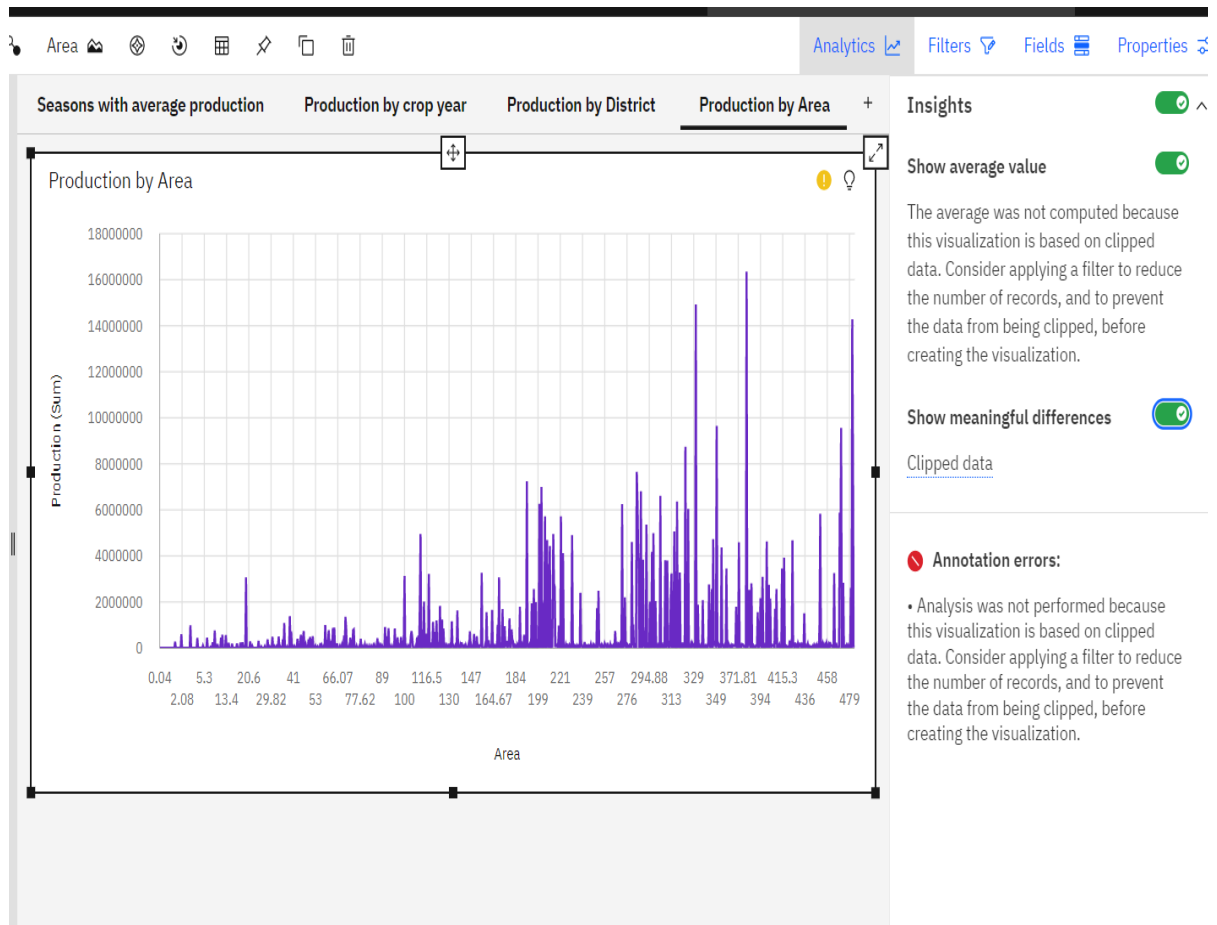 Area
Analytics Filters Fields Properties
Seasons with average production Production by crop year Production by District Production by Area +
Insights
Show average value
The average was not computed because
this visualization is based on clipped
data. Consider applying a filter to reduce
the number of records, and to prevent
the data from being clipped, before
creating the visualization.
Show meaningful differences
Clipped data
Annotation errors:
• Analysis was not performed because
this visualization is based on clipped
data. Consider applying a filter to reduce
the number of records, and to prevent
the data from being clipped, before
creating the visualization.
Production by Area
Production (Sum)
18000000
16000000
14000000
12000000
10000000
8000000
6000000
4000000
2000000
0
0.04 5.3 20.6 41 66.07 89 116.5 147 184 221 257 294.88 329 371.81 415.3 458
2.08 13.4 29.82 53 77.62 100 130 164.67 199 239 276 313 349 394 436 479
Area